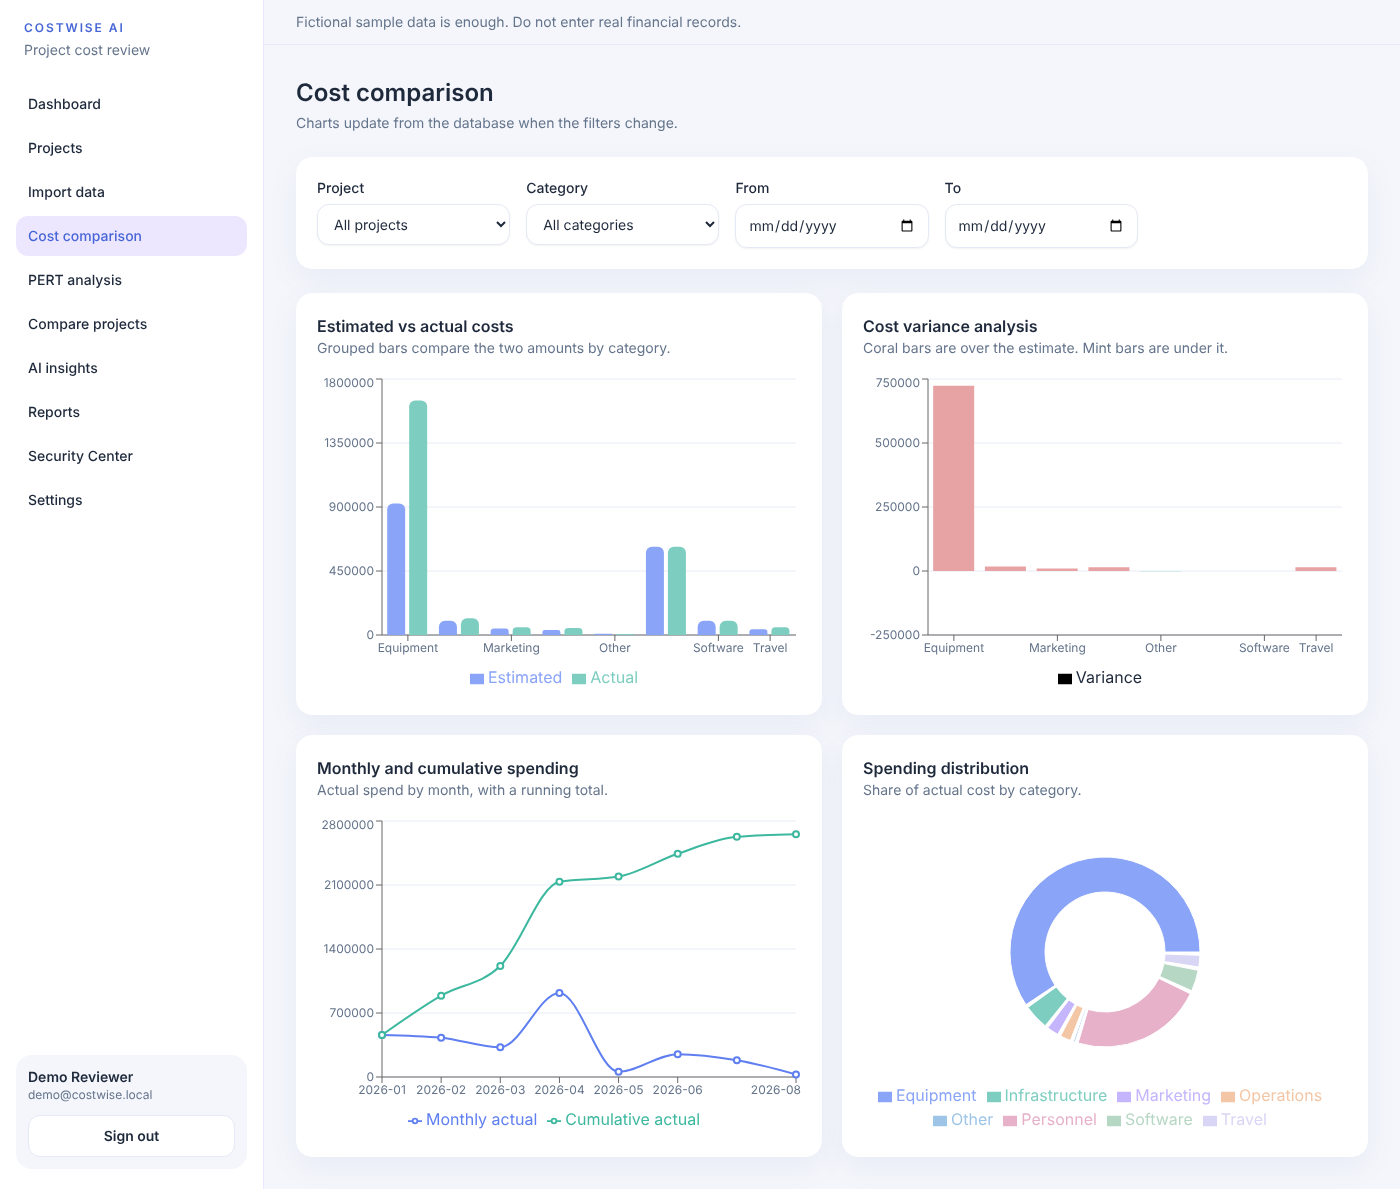 COSTWISE AI
Project cost review
Dashboard
Projects
Import data
Cost comparison
PERT analysis
Compare projects
AI insights
Reports
Security Center
Settings
Demo Reviewer
demo@costwise.local
Sign out
Fictional sample data is enough. Do not enter real financial records.
Cost comparison
Charts update from the database when the filters change.
Project
Category
From
To
All projects
All categories
mm/dd/yyyy
mm/dd/yyyy
Estimated vs actual costs
Grouped bars compare the two amounts by category.
1800000
1350000
900000
450000
0
Equipment Marketing Other Software Travel
Estimated Actual
Cost variance analysis
Coral bars are over the estimate. Mint bars are under it.
750000
500000
250000
0
-250000
Equipment Marketing Other Software Travel
Variance
Monthly and cumulative spending
Actual spend by month, with a running total.
2800000
2100000
1400000
700000
0
2026-01 2026-02 2026-03 2026-04 2026-05 2026-06 2026-08
Monthly actual Cumulative actual
Spending distribution
Share of actual cost by category.
Equipment Infrastructure Marketing Operations
Other Personnel Software Travel